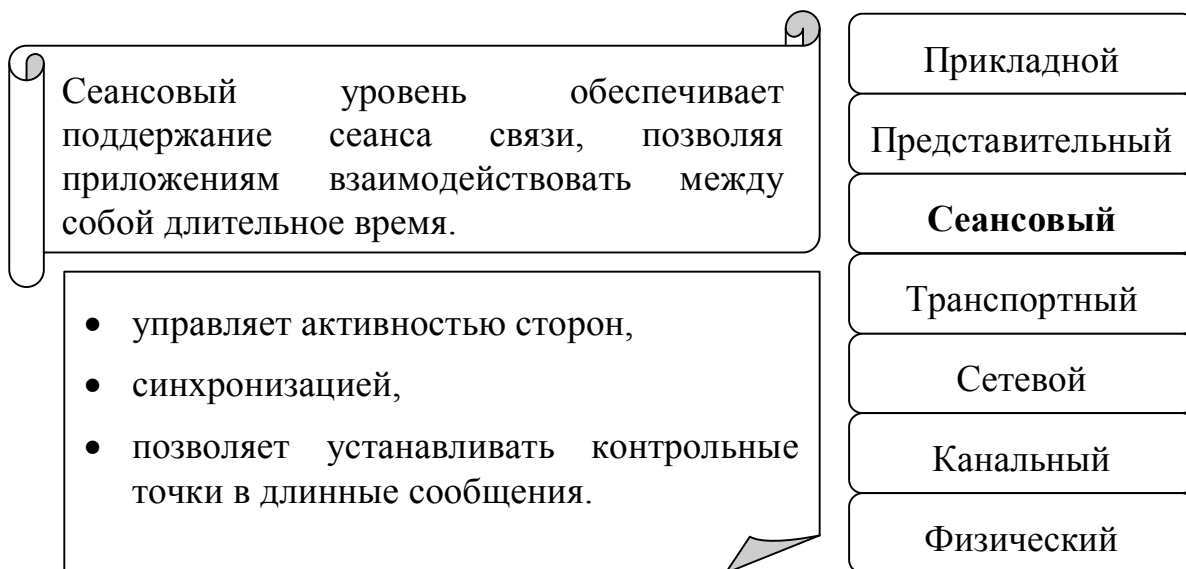 Сеансовый уровень обеспечивает
поддержание сеанса связи, позволяя
приложениям взаимодействовать между
собой длительное время.
• управляет активностью сторон,
• синхронизацией,
• позволяет устанавливать контрольные
точки в длинные сообщения.
Прикладной
Представительный
Сеансовый
Транспортный
Сетевой
Канальный
Физический